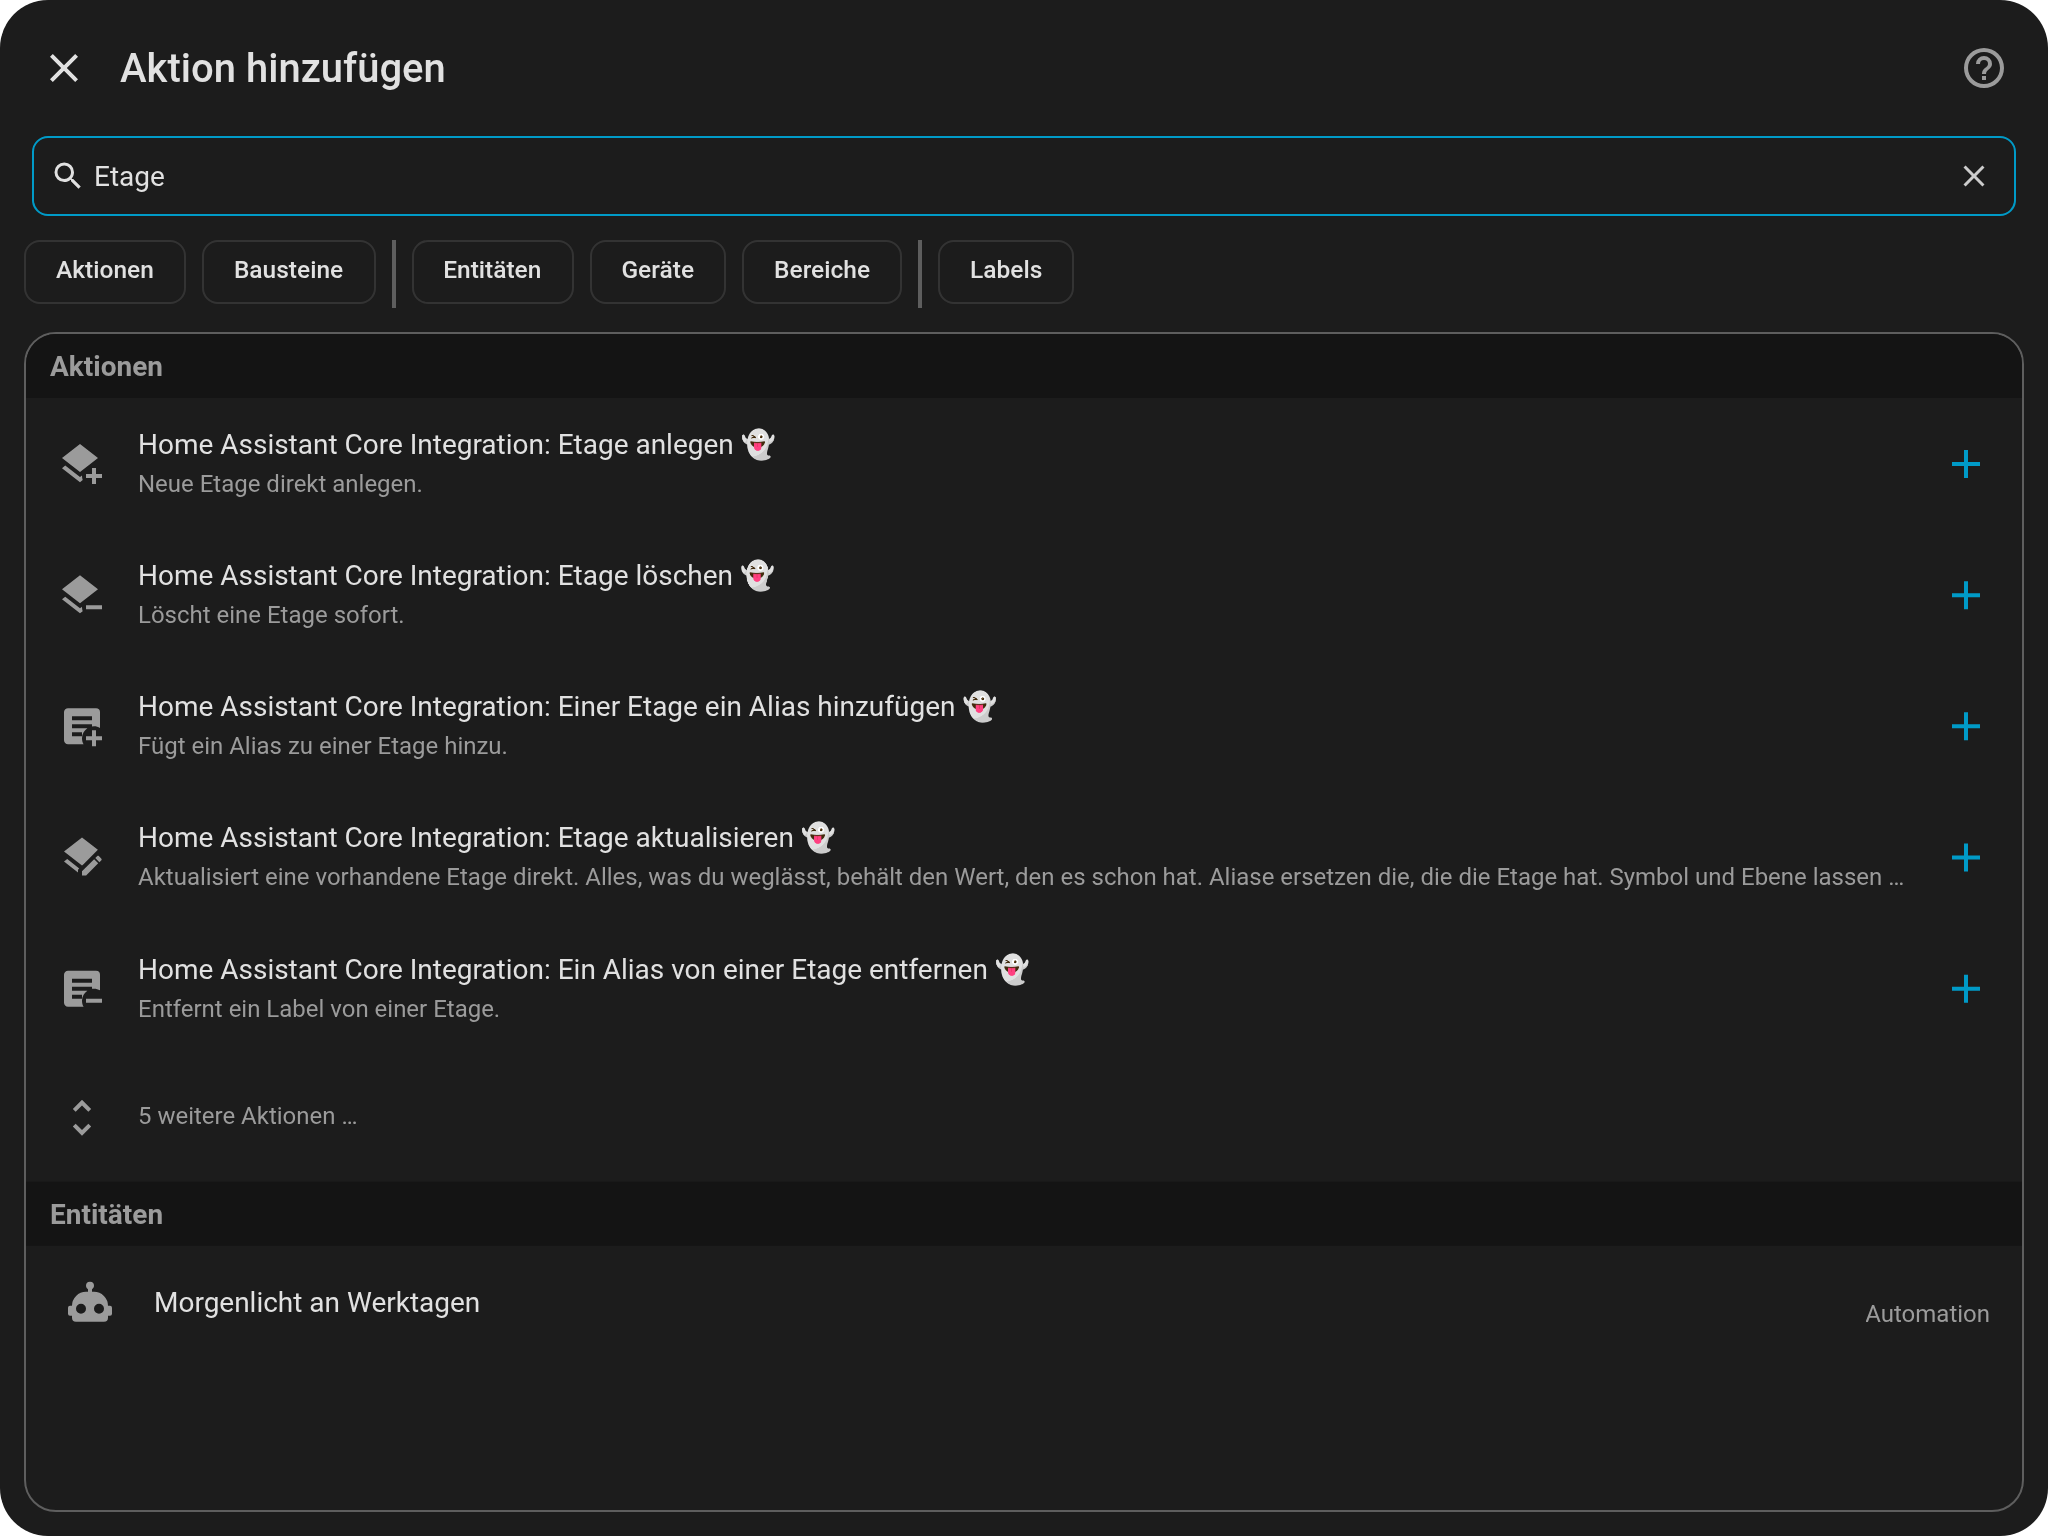 Aktion hinzufügen
Etage
Aktionen
Bausteine
Entitäten
Geräte
Bereiche
Labels
Aktionen
Home Assistant Core Integration: Etage anlegen 👻
Neue Etage direkt anlegen.
Home Assistant Core Integration: Etage löschen 👻
Löscht eine Etage sofort.
Home Assistant Core Integration: Einer Etage ein Alias hinzufügen 👻
Fügt ein Alias zu einer Etage hinzu.
Home Assistant Core Integration: Etage aktualisieren 👻
Aktualisiert eine vorhandene Etage direkt. Alles, was du weglässt, behält den Wert, den es schon hat. Aliase ersetzen die, die die Etage hat. Symbol und Ebene lassen …
Home Assistant Core Integration: Ein Alias von einer Etage entfernen 👻
Entfernt ein Label von einer Etage.
5 weitere Aktionen …
Entitäten
Morgenlicht an Werktagen
Automation